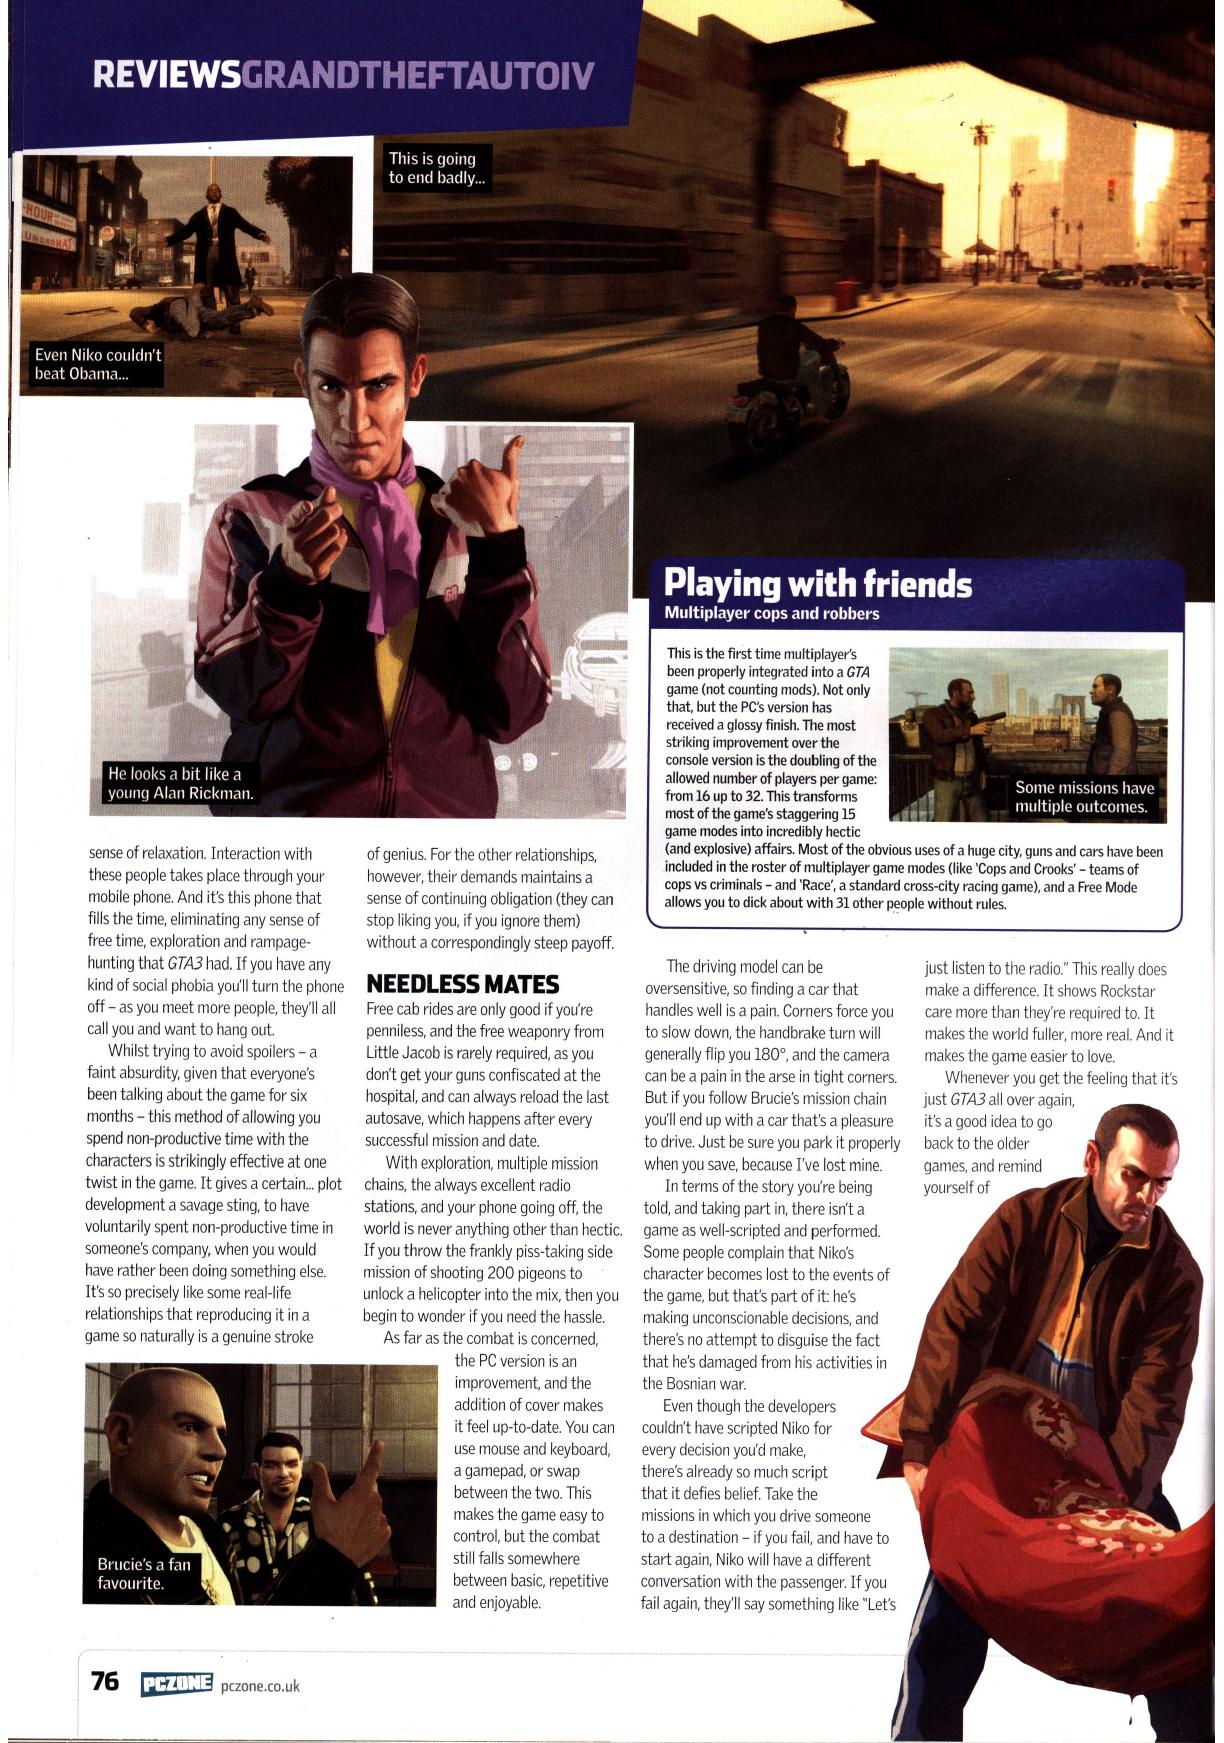 REVIEWSGRANDTHEFTAUTOIV
This is going
to end badly...
Even Niko couldn't
beat Obama...
He looks a bit like a
young Alan Rickman.
Playing with friends
Multiplayer cops and robbers
This is the first time multiplayer's
been properly integrated into a GTA
game (not counting mods). Not only
that, but the PC's version has
received a glossy finish. The most
striking improvement over the
console version is the doubling of the
allowed number of players per game:
from 16 up to 32. This transforms
most of the game's staggering 15
game modes into incredibly hectic
(and explosive) affairs. Most of the obvious uses of a huge city, guns and cars have been
included in the roster of multiplayer game modes (like 'Cops and Crooks' – teams of
cops vs criminals – and 'Race', a standard cross-city racing game), and a Free Mode
allows you to dick about with 31 other people without rules.
Some missions have
multiple outcomes.
sense of relaxation. Interaction with
these people takes place through your
mobile phone. And it's this phone that
fills the time, eliminating any sense of
free time, exploration and rampage-
hunting that GTA3 had. If you have any
kind of social phobia you'll turn the phone
off – as you meet more people, they'll all
call you and want to hang out.
Whilst trying to avoid spoilers – a
faint absurdity, given that everyone's
been talking about the game for six
months – this method of allowing you
spend non-productive time with the
characters is strikingly effective at one
twist in the game. It gives a certain... plot
development a savage sting, to have
voluntarily spent non-productive time in
someone's company, when you would
have rather been doing something else.
It's so precisely like some real-life
relationships that reproducing it in a
game so naturally is a genuine stroke
of genius. For the other relationships,
however, their demands maintains a
sense of continuing obligation (they can
stop liking you, if you ignore them)
without a correspondingly steep payoff.
NEEDLESS MATES
Free cab rides are only good if you're
penniless, and the free weaponry from
Little Jacob is rarely required, as you
don't get your guns confiscated at the
hospital, and can always reload the last
autosave, which happens after every
successful mission and date.
With exploration, multiple mission
chains, the always excellent radio
stations, and your phone going off, the
world is never anything other than hectic.
If you throw the frankly piss-taking side
mission of shooting 200 pigeons to
unlock a helicopter into the mix, then you
begin to wonder if you need the hassle.
As far as the combat is concerned,
the PC version is an
improvement, and the
addition of cover makes
it feel up-to-date. You can
use mouse and keyboard,
a gamepad, or swap
between the two. This
makes the game easy to
control, but the combat
still falls somewhere
between basic, repetitive
and enjoyable.
Brucie's a fan
favourite.
The driving model can be
oversensitive, so finding a car that
handles well is a pain. Corners force you
to slow down, the handbrake turn will
generally flip you 180°, and the camera
can be a pain in the arse in tight corners.
But if you follow Brucie's mission chain
you'll end up with a car that's a pleasure
to drive. Just be sure you park it properly
when you save, because I've lost mine.
In terms of the story you're being
told, and taking part in, there isn't a
game as well-scripted and performed.
Some people complain that Niko's
character becomes lost to the events of
the game, but that's part of it: he's
making unconscionable decisions, and
there's no attempt to disguise the fact
that he's damaged from his activities in
the Bosnian war.
Even though the developers
couldn't have scripted Niko for
every decision you'd make,
there's already so much script
that it defies belief. Take the
missions in which you drive someone
to a destination – if you fail, and have to
start again, Niko will have a different
conversation with the passenger. If you
fail again, they'll say something like "Let's
just listen to the radio." This really does
make a difference. It shows Rockstar
care more than they're required to. It
makes the world fuller, more real. And it
makes the game easier to love.
Whenever you get the feeling that it's
just GTA3 all over again,
it's a good idea to go
back to the older
games, and remind
yourself of
76 PCZONE pczone.co.uk